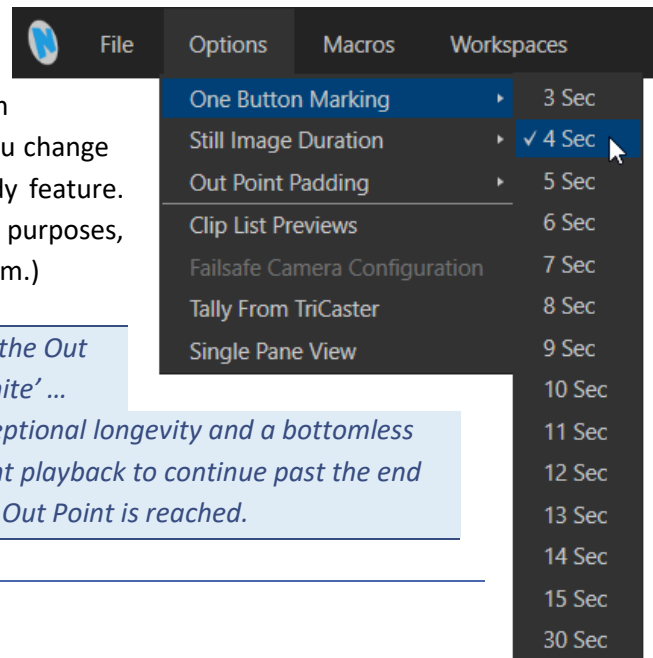 File Options Macros Workspaces
One Button Marking
Still Image Duration
Out Point Padding
Clip List Previews
Failsafe Camera Configuration
Tally From TriCaster
Single Pane View
3 Sec
✓ 4 Sec
5 Sec
6 Sec
7 Sec
8 Sec
9 Sec
10 Sec
11 Sec
12 Sec
13 Sec
14 Sec
15 Sec
30 Sec
u change
ly feature.
purposes,
m.)
the Out
nite’ …
eptional longevity and a bottomless
nt playback to continue past the end
Out Point is reached.